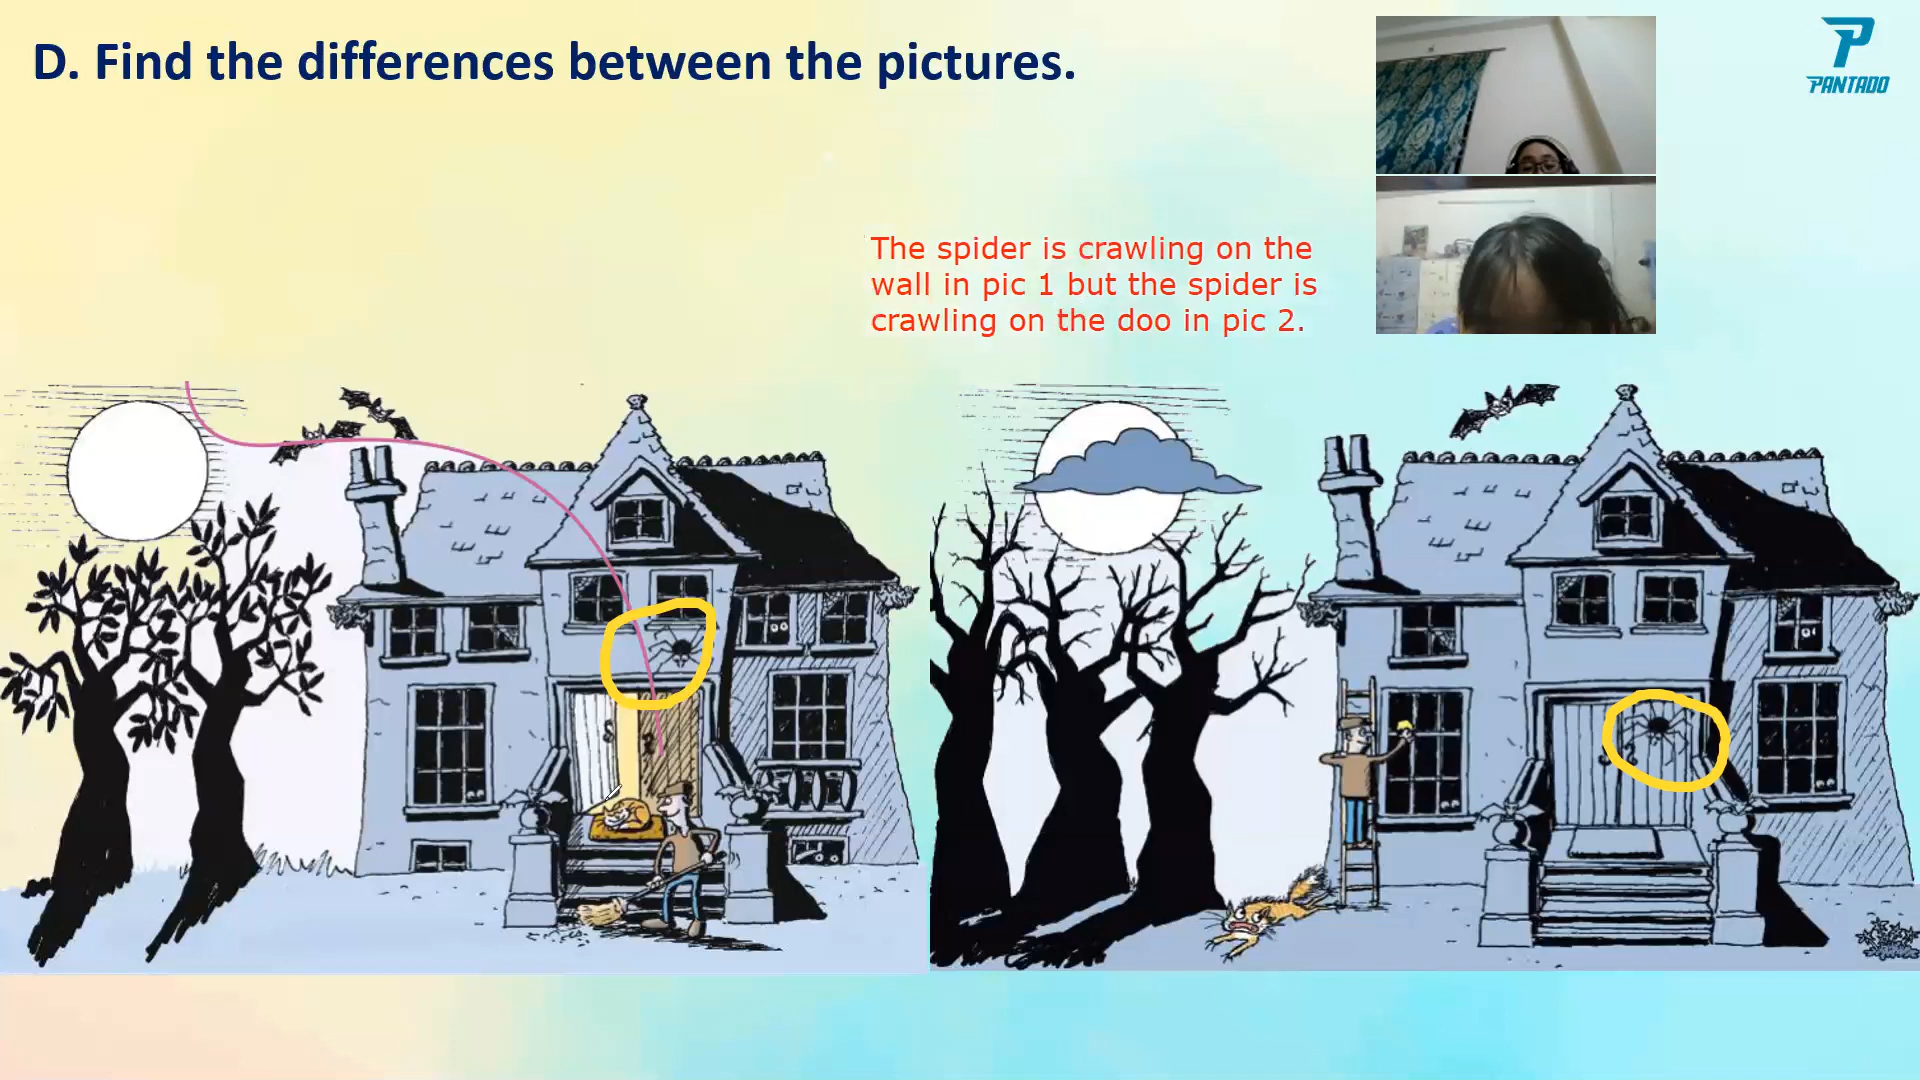 D. Find the differences between the pictures.
PANTADO
The spider is crawling on the
wall in pic 1 but the spider is
crawling on the doo in pic 2.